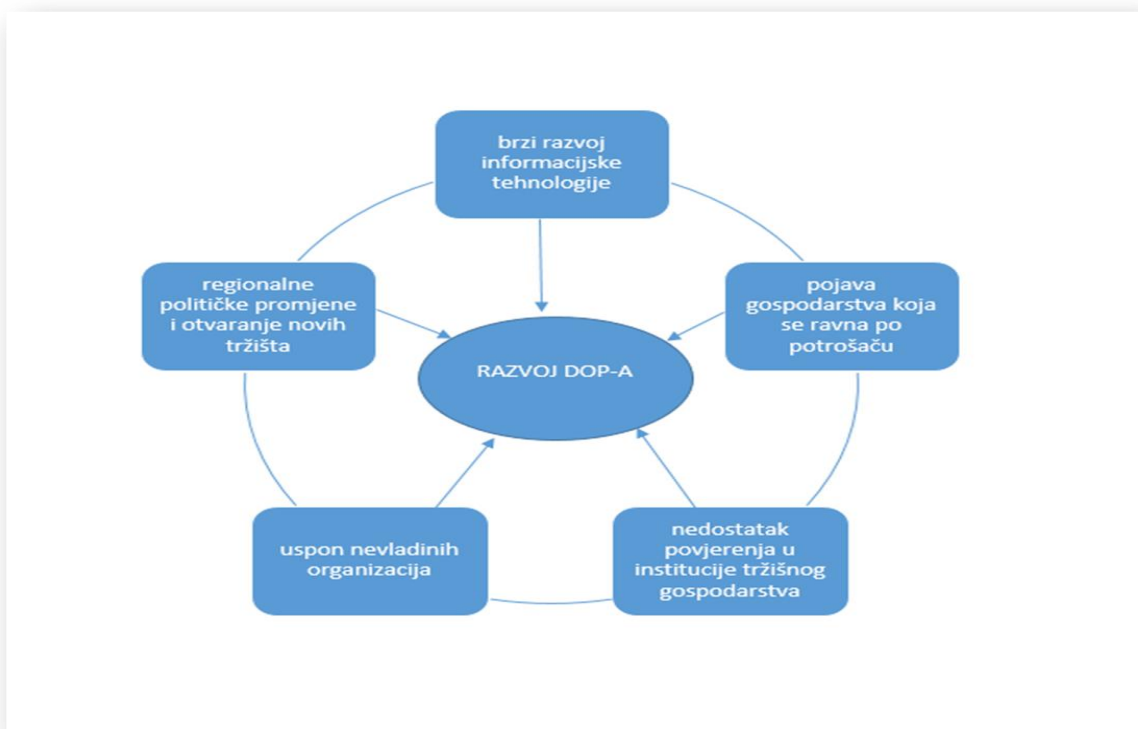 brzi razvoj
informacijske
tehnologije
regionalne
političke promjene
i otvaranje novih
tržišta
pojava
gospodarstva koja
se ravna po
potrošaču
RAZVOJ DOP-A
uspon nevladinih
organizacija
nedostatak
povjerenja u
institucije tržišnog
gospodarstva